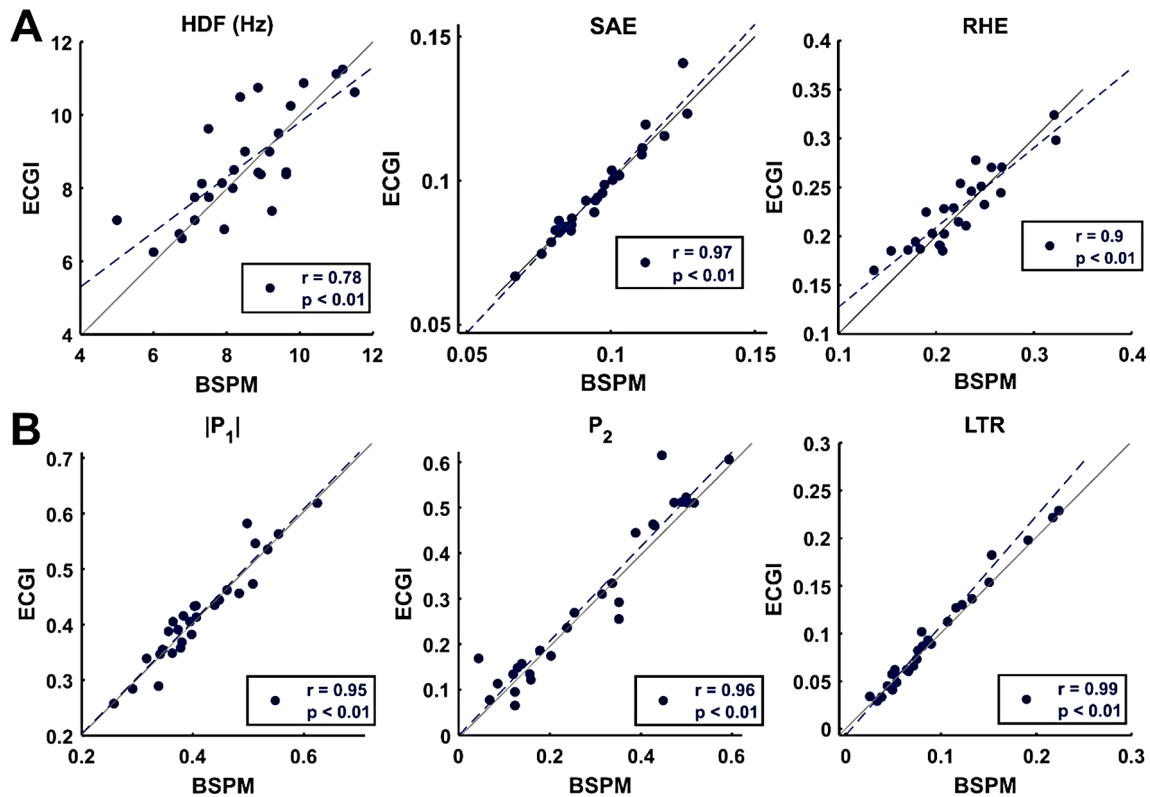 A
HDF (Hz)
12
10
8
6
4
4 6 8 10 12
ECGI
BSPM
r = 0.78
p < 0.01
SAE
0.15
0.1
0.05
0.05 0.1 0.15
ECGI
BSPM
r = 0.97
p < 0.01
RHE
0.4
0.35
0.3
0.25
0.2
0.15
0.1
0.1 0.2 0.3 0.4
ECGI
BSPM
r = 0.9
p < 0.01
B
|P1|
0.7
0.6
0.5
0.4
0.3
0.2
0.2 0.4 0.6
ECGI
BSPM
r = 0.95
p < 0.01
P2
0.6
0.5
0.4
0.3
0.2
0.1
0
0 0.2 0.4 0.6
ECGI
BSPM
r = 0.96
p < 0.01
LTR
0.3
0.25
0.2
0.15
0.1
0.05
0
0 0.1 0.2 0.3
ECGI
BSPM
r = 0.99
p < 0.01